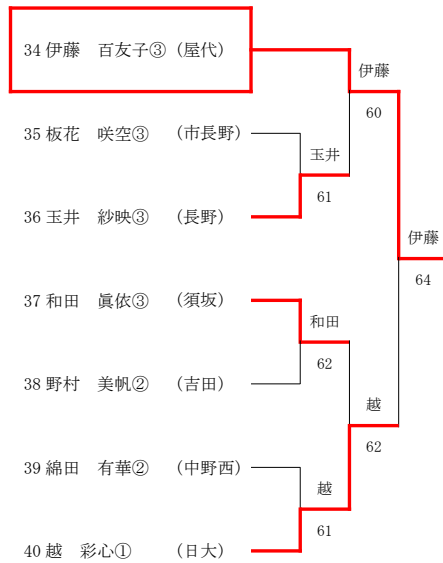 34 伊藤 百友子③ (屋代)
伊藤
60
35 板花 咲空③ (市長野)
玉井
61
36 玉井 紗映③ (長野)
伊藤
64
37 和田 眞依③ (須坂)
和田
62
38 野村 美帆② (吉田)
越
62
39 綿田 有華② (中野西)
越
61
40 越 彩心① (日大)